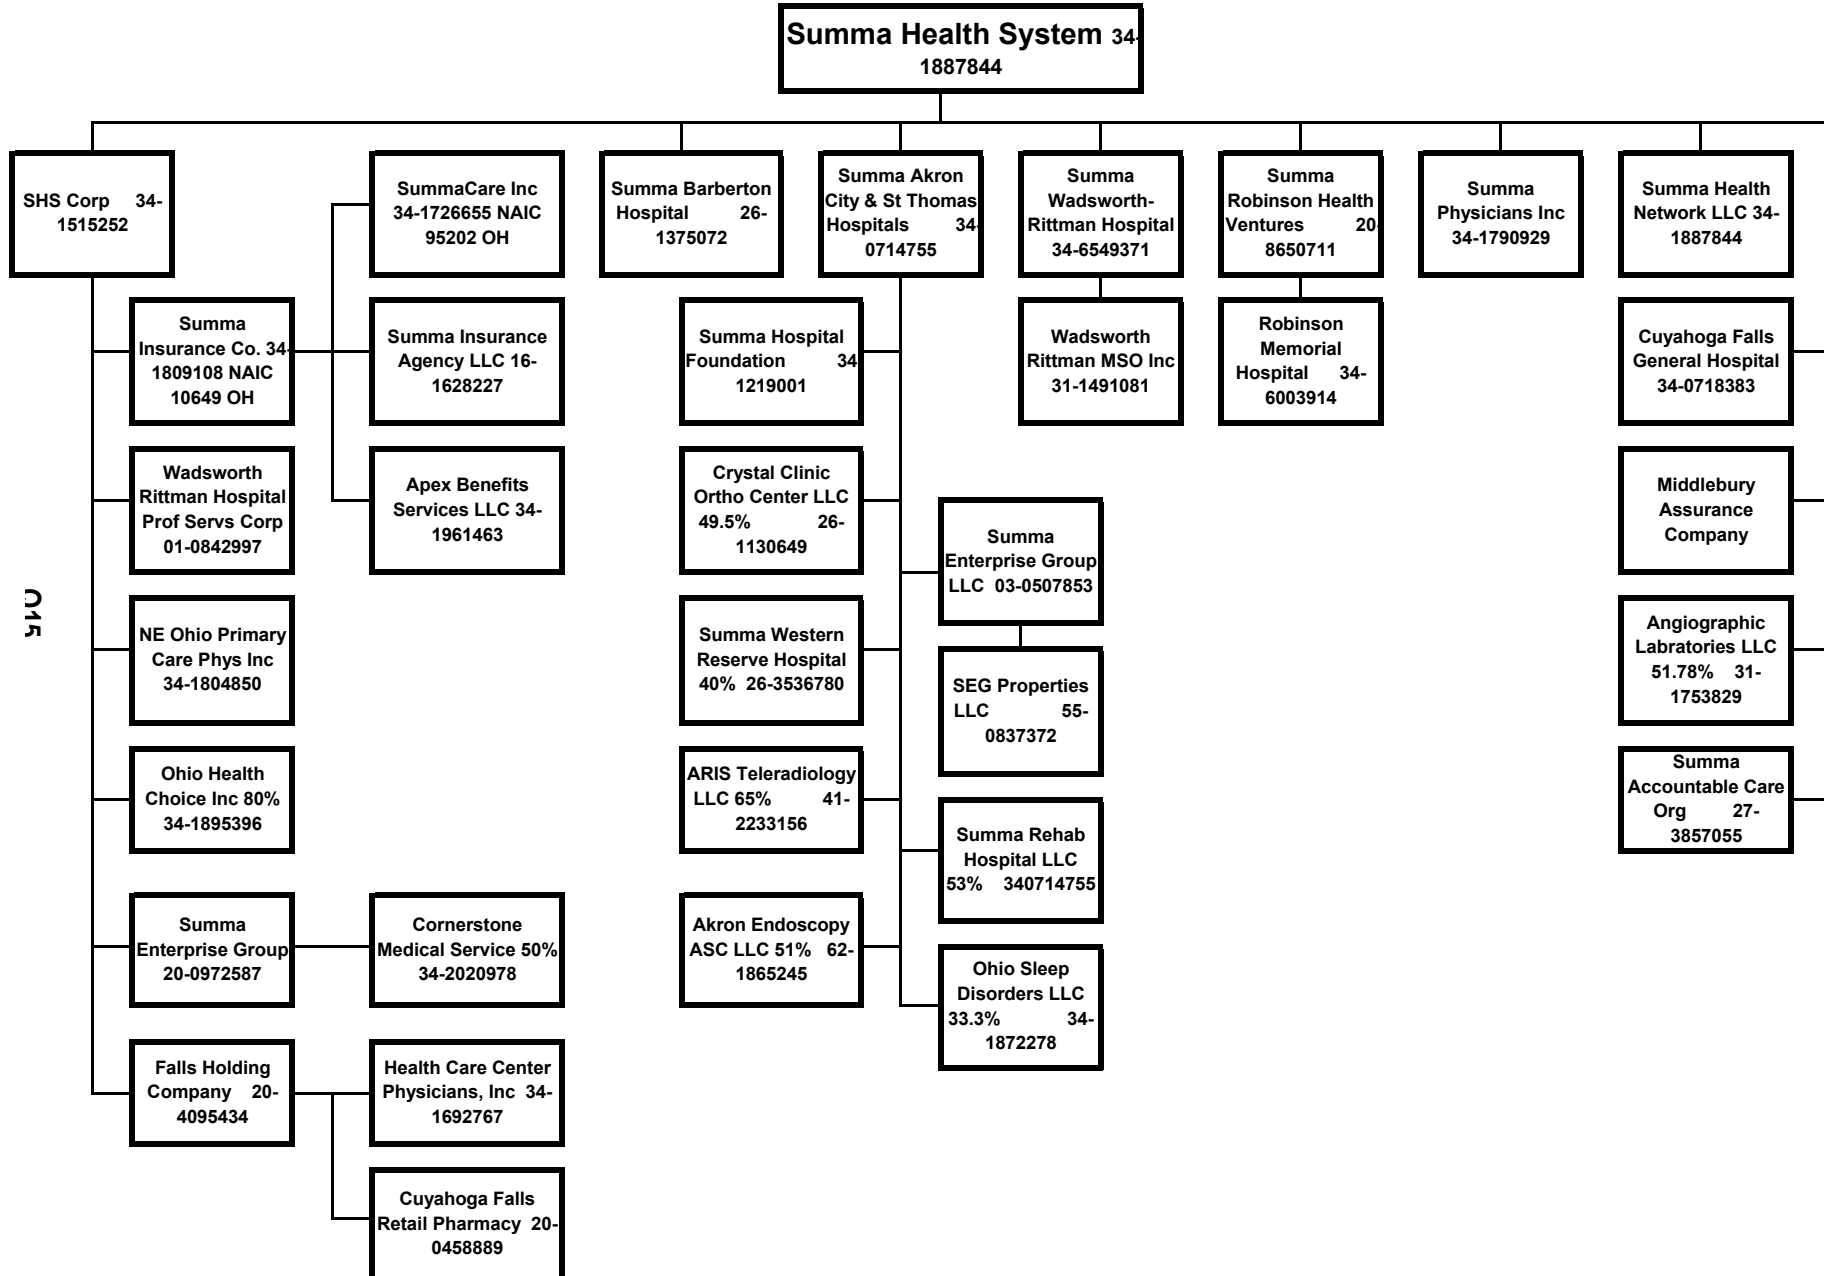 Summa Health System 34-
1887844
SHS Corp 34-
1515252
SummaCare Inc
34-1726655 NAIC
95202 OH
Summa Barberton
Hospital 26-
1375072
Summa Akron
City & St Thomas
Hospitals 34-
0714755
Summa
Wadsworth-
Rittman Hospital
34-6549371
Summa
Robinson Health
Ventures 20-
8650711
Summa
Physicians Inc
34-1790929
Summa Health
Network LLC 34-
1887844
Summa
Insurance Co. 34-
1809108 NAIC
10649 OH
Summa Insurance
Agency LLC 16-
1628227
Summa Hospital
Foundation 34
1219001
Wadsworth
Rittman MSO Inc
31-1491081
Robinson
Memorial
Hospital 34-
6003914
Cuyahoga Falls
General Hospital
34-0718383
Wadsworth
Rittman Hospital
Prof Servs Corp
01-0842997
Apex Benefits
Services LLC 34-
1961463
Crystal Clinic
Ortho Center LLC
49.5% 26-
1130649
Summa
Enterprise Group
LLC 03-0507853
Middlebury
Assurance
Company
NE Ohio Primary
Care Phys Inc
34-1804850
Summa Western
Reserve Hospital
40% 26-3536780
SEG Properties
LLC 55-
0837372
Angiographic
Labratories LLC
51.78% 31-
1753829
Ohio Health
Choice Inc 80%
34-1895396
ARIS Teleradiology
LLC 65% 41-
2233156
Summa Rehab
Hospital LLC
53% 340714755
Summa
Accountable Care
Org 27-
3857055
Summa
Enterprise Group
20-0972587
Cornerstone
Medical Service 50%
34-2020978
Akron Endoscopy
ASC LLC 51% 62-
1865245
Ohio Sleep
Disorders LLC
33.3% 34-
1872278
Falls Holding
Company 20-
4095434
Health Care Center
Physicians, Inc 34-
1692767
Cuyahoga Falls
Retail Pharmacy 20-
0458889